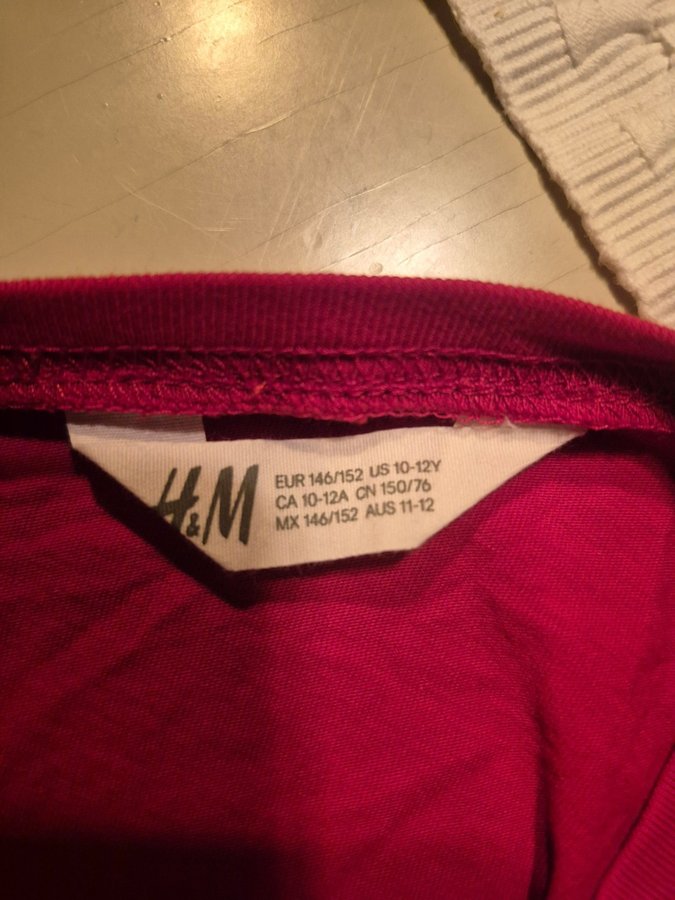 H&M
EUR 146/152 US 10-12Y
CA 10-12A CN 150/76
MX 146/152 AUS 11-12